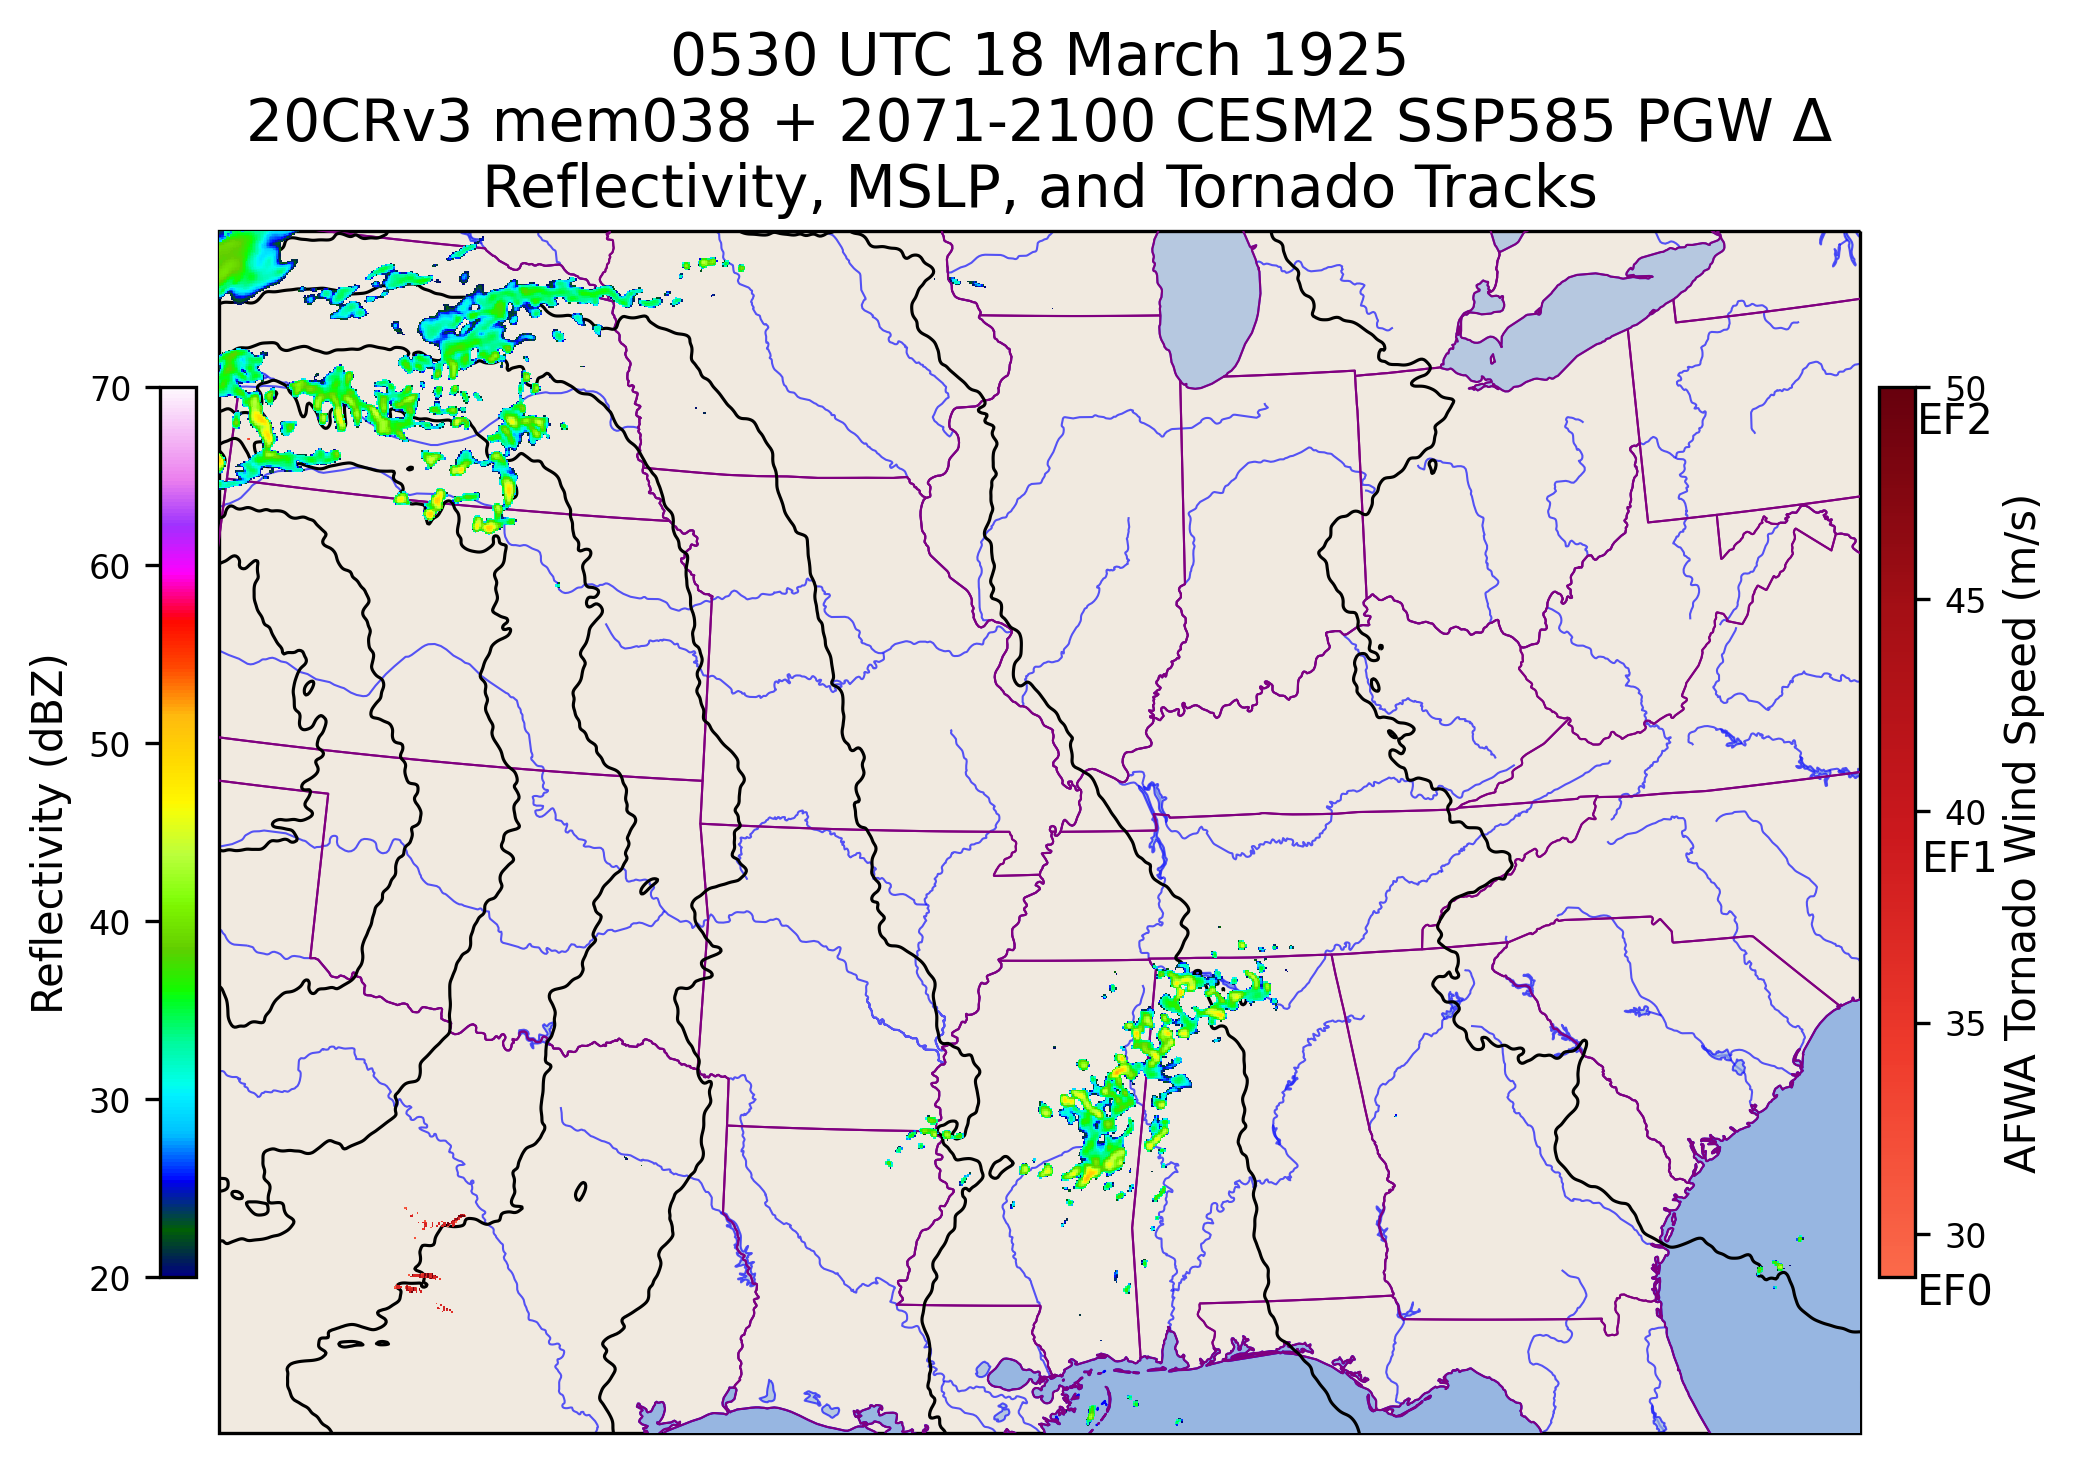 0530 UTC 18 March 1925
20CRv3 mem038 + 2071-2100 CESM2 SSP585 PGW Δ
Reflectivity, MSLP, and Tornado Tracks
70
60
50
40
30
20
Reflectivity (dBZ)
50
EF2
45
40
EF1
35
30
EF0
AFWA Tornado Wind Speed (m/s)